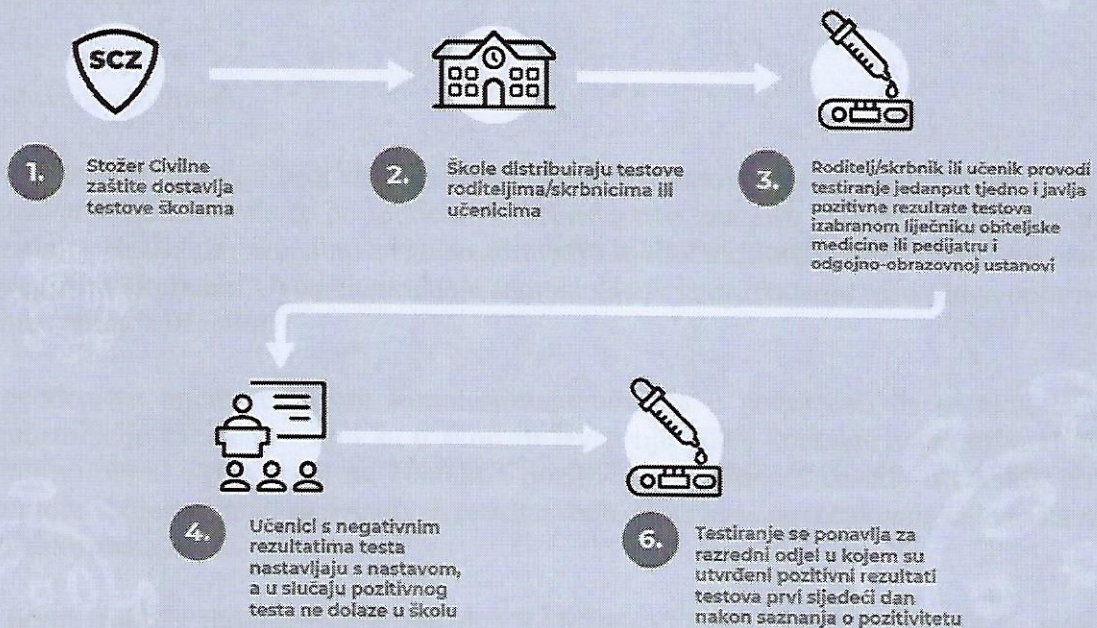 SCZ
1.
Stožer Civilne
zaštite dostavlja
testove školama
2.
Škole distribuiraju testove
roditeljima/skrbnicima ili
učenicima
3.
Roditelj/skrbnik ili učenik provodi
testiranje jedanput tjedno i javlja
pozitivne rezultate testova
izabranom liječniku obiteljske
medicine ili pedijatru i
odgojno-obrazovnoj ustanovi
4.
Učenici s negativnim
rezultatima testa
nastavljaju s nastavom,
a u slučaju pozitivnog
testa ne dolaze u školu
6.
Testiranje se ponavlja za
razredni odjel u kojem su
utvrđeni pozitivni rezultati
testova prvi sljedeći dan
nakon saznanja o pozitivitetu